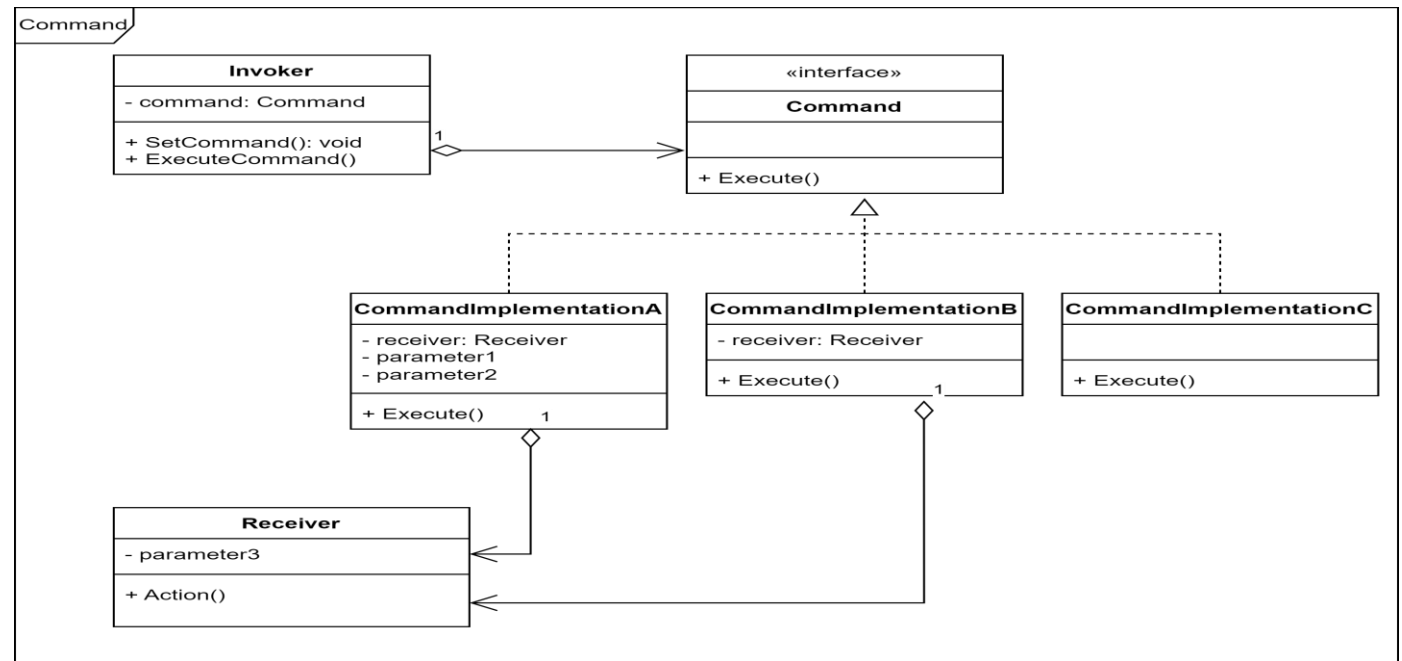 Command
Invoker
- command: Command
+ SetCommand(): void
+ ExecuteCommand()
1
«interface»
Command
+ Execute()
CommandImplementationA
- receiver: Receiver
- parameter1
- parameter2
+ Execute()
1
CommandImplementationB
- receiver: Receiver
+ Execute()
1
CommandImplementationC
+ Execute()
Receiver
- parameter3
+ Action()